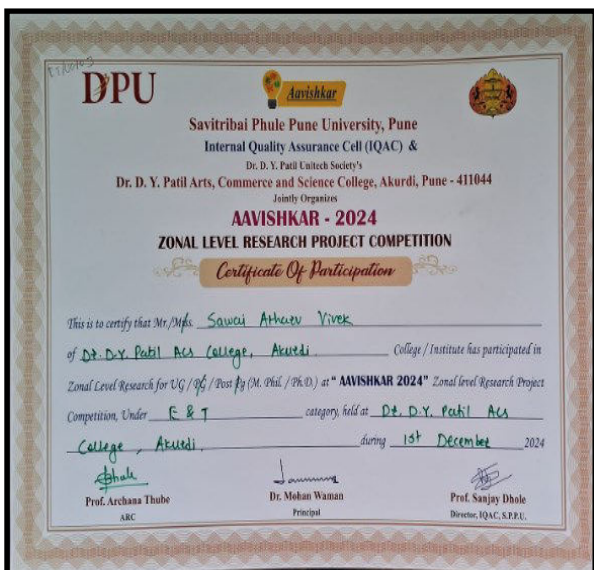 DPU
Aavishkar
Savitribai Phule Pune University, Pune
Internal Quality Assurance Cell (IQAC) &
Dr. D. Y. Patil Unitech Society's
Dr. D. Y. Patil Arts, Commerce and Science College, Akurdi, Pune - 411044
Jointly Organizes
AAVISHKAR - 2024
ZONAL LEVEL RESEARCH PROJECT COMPETITION
Certificate Of Participation
This is to certify that Mr./Mrs. Sawai Atharv Vivek
of Dr. D.Y. Patil ACS College, Akurdi. College / Institute has participated in
Zonal Level Research for UG / PG / Post Pg (M. Phil. / Ph.D.) at "AAVISHKAR 2024" Zonal level Research Project
Competition, Under E & T category, held at Dr. D.Y. Patil ACS
College, Akurdi. during 1st December 2024
Prof. Archana Thube
ARC
Dr. Mohan Waman
Principal
Prof. Sanjay Dhole
Director, IQAC, S.P.P.U.